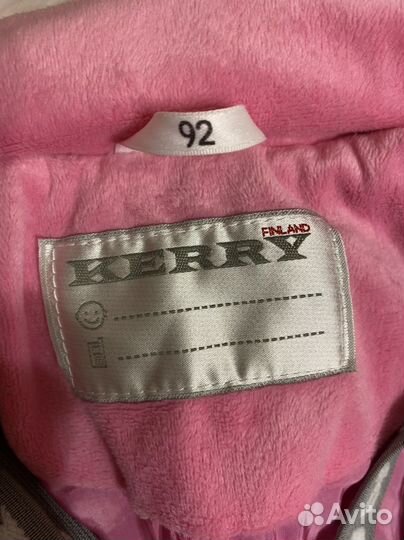 92
FINLAND
KERRY
Avito